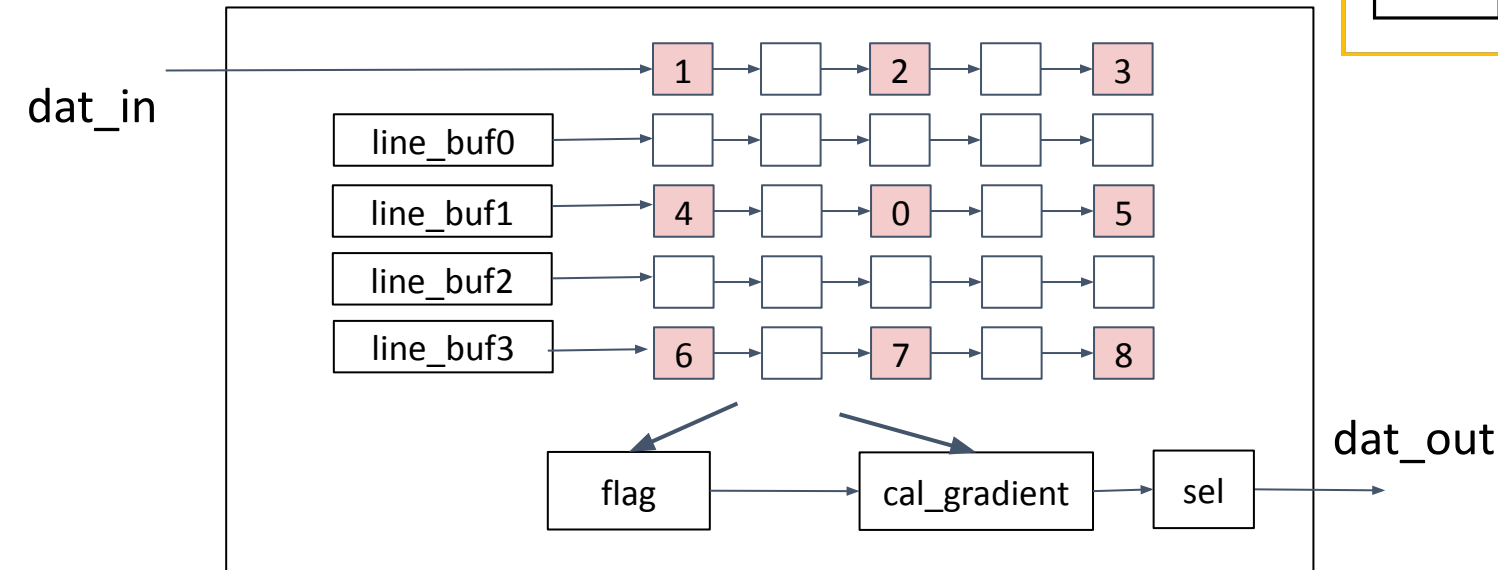 1 2 3
dat_in
line_buf0
line_buf1 4 0 5
line_buf2
line_buf3 6 7 8
dat_out
flag cal_gradient sel